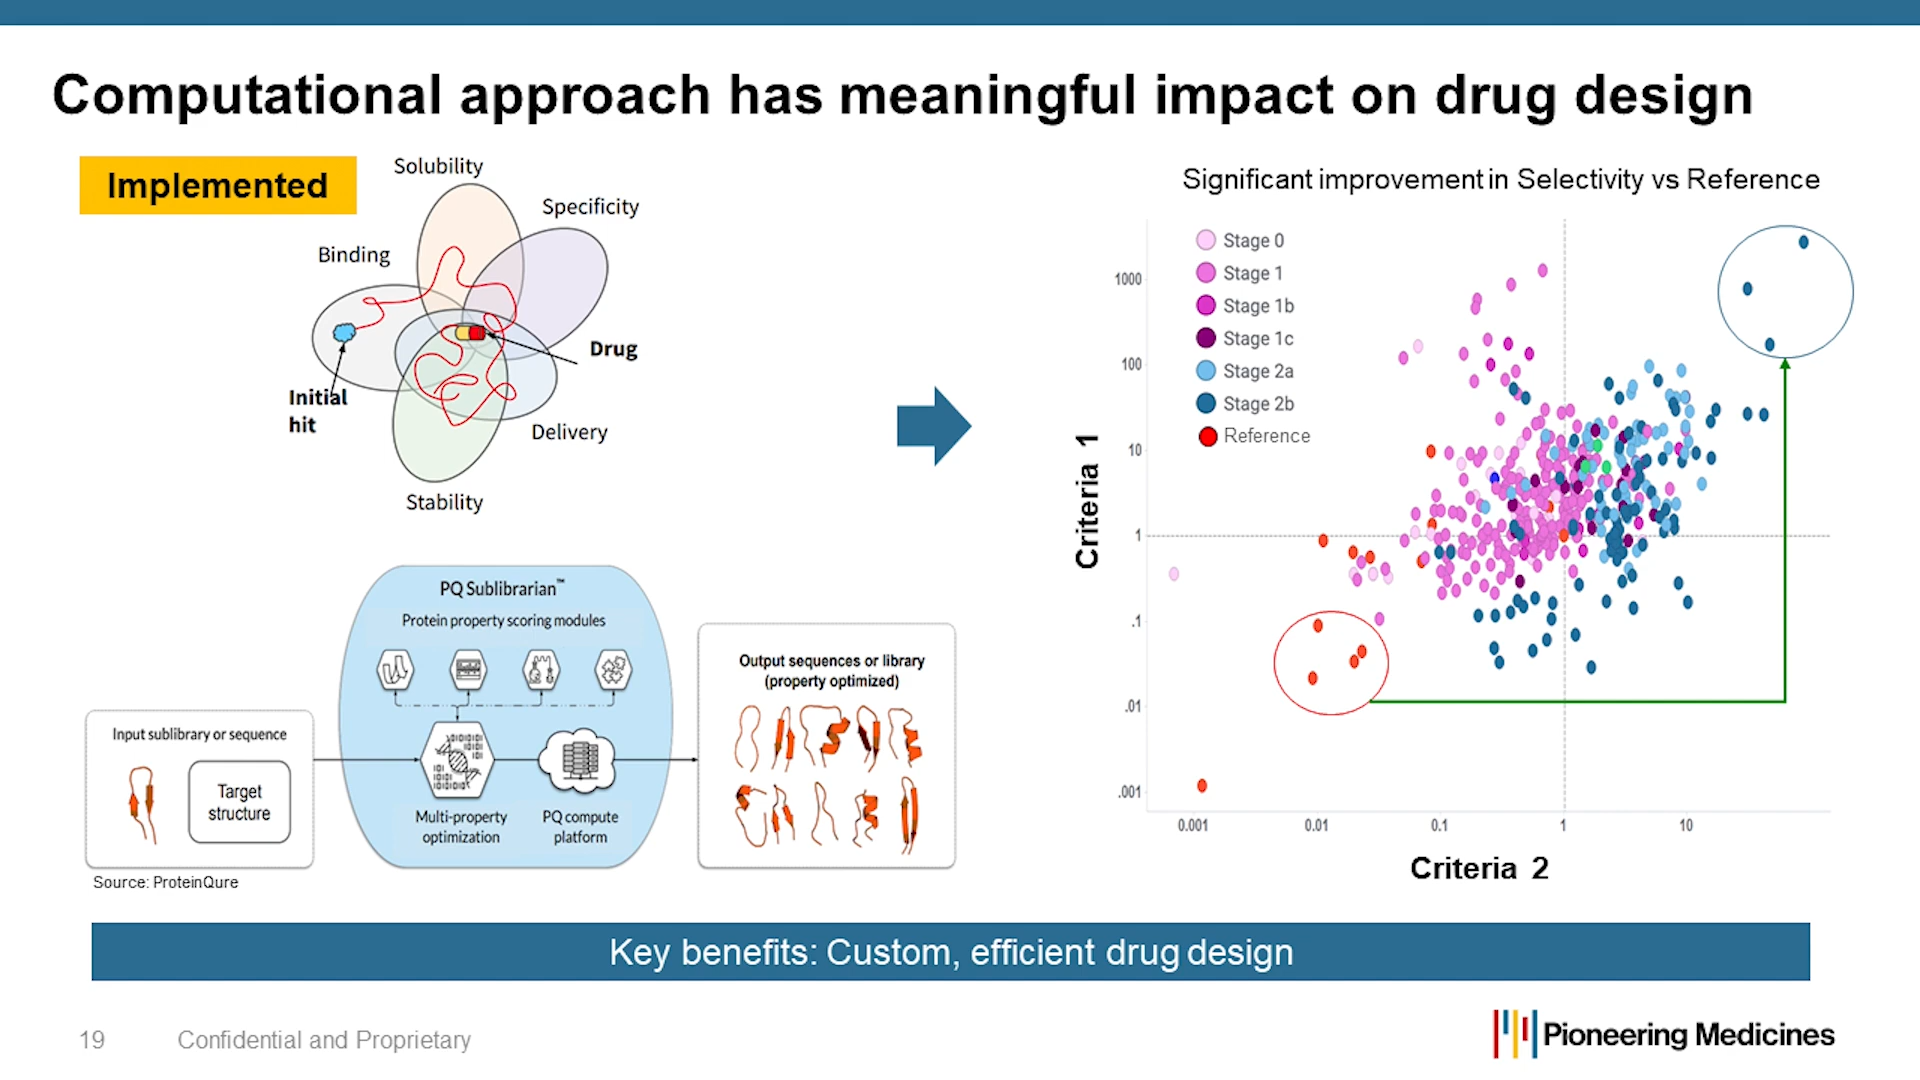 Computational approach has meaningful impact on drug design
Implemented
Solubility
Specificity
Binding
Drug
Initial
hit
Delivery
Stability
PQ Sublibrarian™
Protein property scoring modules
Input sublibrary or sequence
Target
structure
Multi-property
optimization
PQ compute
platform
Output sequences or library
(property optimized)
Source: ProteinQure
Significant improvement in Selectivity vs Reference
Stage 0
Stage 1
Stage 1b
Stage 1c
Stage 2a
Stage 2b
Reference
Criteria 1
1000
100
10
1
.1
.01
.001
0.001
0.01
0.1
1
10
Criteria 2
Key benefits: Custom, efficient drug design
19
Confidential and Proprietary
Pioneering Medicines